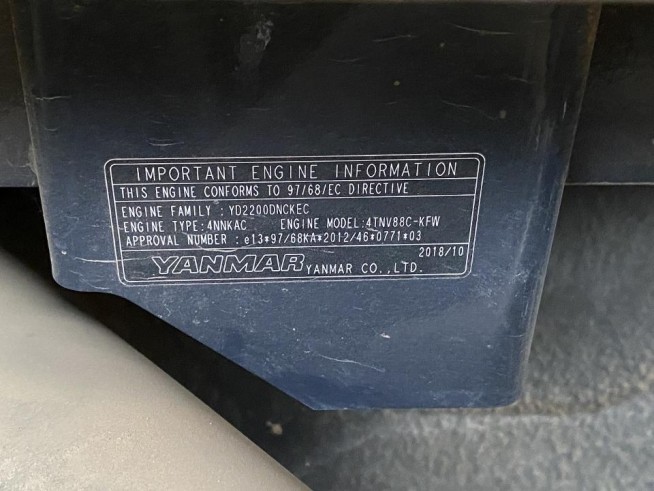 IMPORTANT ENGINE INFORMATION
THIS ENGINE CONFORMS TO 97/68/EC DIRECTIVE
ENGINE FAMILY : YD2200DNCKEC
ENGINE TYPE:4NNKAC ENGINE MODEL:4TNV88C-KFW
APPROVAL NUMBER : e13*97/68KA*2012/46*0771*03
2018/10
YANMAR YANMAR CO.,LTD.